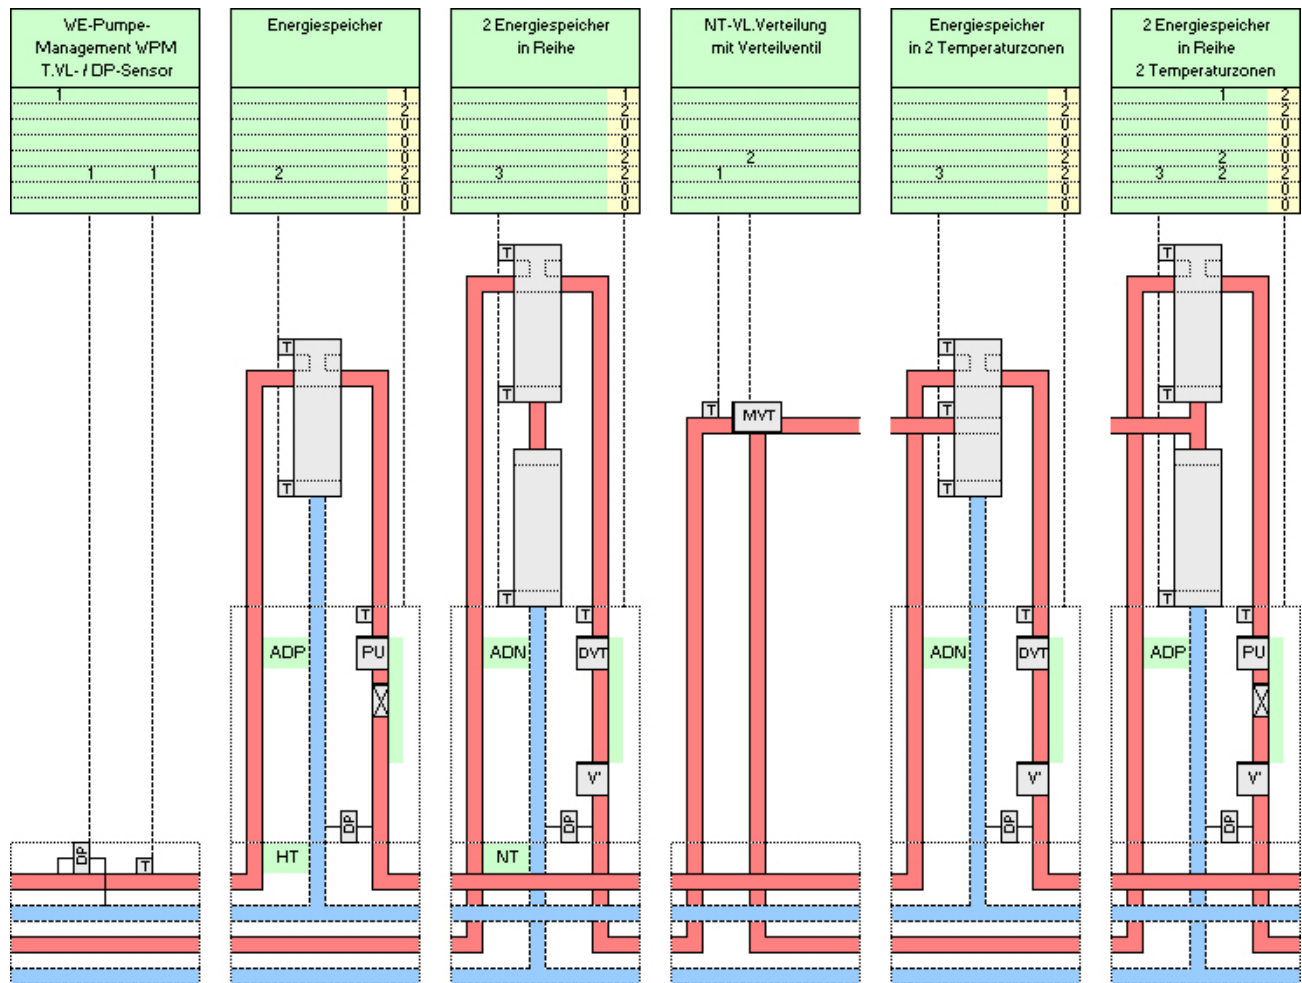 WE-Pumpe-
Management WPM
T.VL- / DP-Sensor
1
1 1
DP
T
Energiespeicher
1
2
0
0
0
2 2
0
0
T
T
T
ADP PU
DP
HT
2 Energiespeicher
in Reihe
1
2
0
0
2
3 2
0
0
T
T
T
T
ADN DVT
V'
DP
NT
NT-VL.Verteilung
mit Verteilventil
2
1
T MVT
Energiespeicher
in 2 Temperaturzonen
1
2
0
0
0
3 2
0
0
T
T
T
T
ADN DVT
V'
DP
2 Energiespeicher
in Reihe
2 Temperaturzonen
1 2
2
0
0
2 0
3 2 2
0
0
T
T
T
T
ADP PU
V'
DP